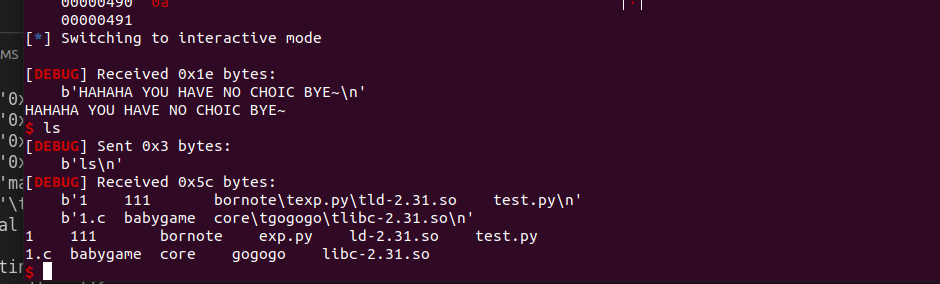 00000490  0a
MS
00000491
[*] Switching to interactive mode
[DEBUG] Received 0x1e bytes:
b'HAHAHA YOU HAVE NO CHOIC BYE~\n'
HAHAHA YOU HAVE NO CHOIC BYE~
$ ls
[DEBUG] Sent 0x3 bytes:
b'ls\n'
[DEBUG] Received 0x5c bytes:
b'1    111       bornote\texp.py\tld-2.31.so    test.py\n'
b'1.c  babygame  core\tgogogo\tlibc-2.31.so\n'
1    111       bornote    exp.py    ld-2.31.so    test.py
1.c  babygame  core    gogogo    libc-2.31.so
$